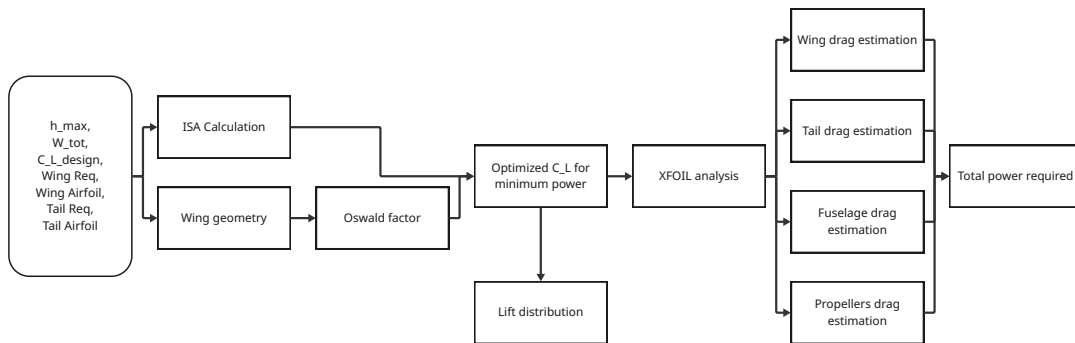 h_max,
W_tot,
C_L_design,
Wing Req,
Wing Airfoil,
Tail Req,
Tail Airfoil
ISA Calculation
Wing geometry
Oswald factor
Optimized C_L for
minimum power
Lift distribution
XFOIL analysis
Wing drag estimation
Tail drag estimation
Fuselage drag
estimation
Propellers drag
estimation
Total power required